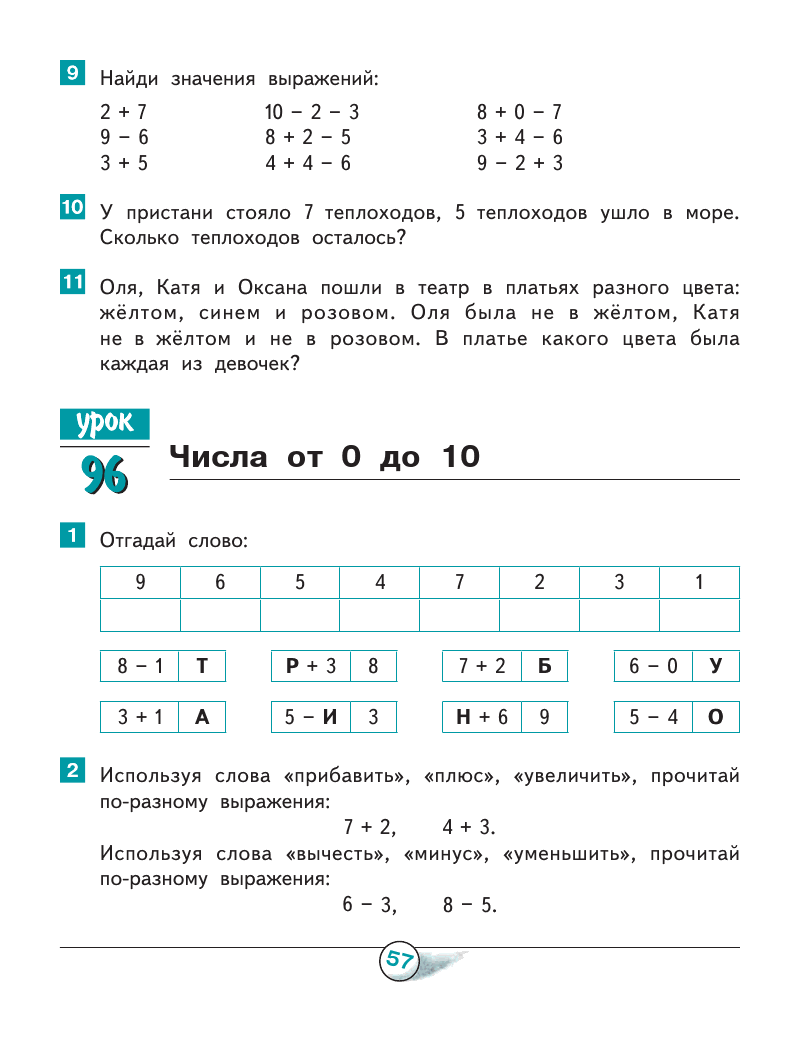 9 Найди значения выражений:
2 + 7 10 – 2 – 3 8 + 0 – 7
9 – 6 8 + 2 – 5 3 + 4 – 6
3 + 5 4 + 4 – 6 9 – 2 + 3
10 У пристани стояло 7 теплоходов, 5 теплоходов ушло в море.
Сколько теплоходов осталось?
11 Оля, Катя и Оксана пошли в театр в платьях разного цвета:
жёлтом, синем и розовом. Оля была не в жёлтом, Катя
не в жёлтом и не в розовом. В платье какого цвета была
каждая из девочек?
урок
96
Числа от 0 до 10
1 Отгадай слово:
9 6 5 4 7 2 3 1
8 – 1 Т Р + 3 8 7 + 2 Б 6 – 0 У
3 + 1 А 5 – И 3 Н + 6 9 5 – 4 О
2 Используя слова «прибавить», «плюс», «увеличить», прочитай
по-разному выражения:
7 + 2, 4 + 3.
Используя слова «вычесть», «минус», «уменьшить», прочитай
по-разному выражения:
6 – 3, 8 – 5.
57